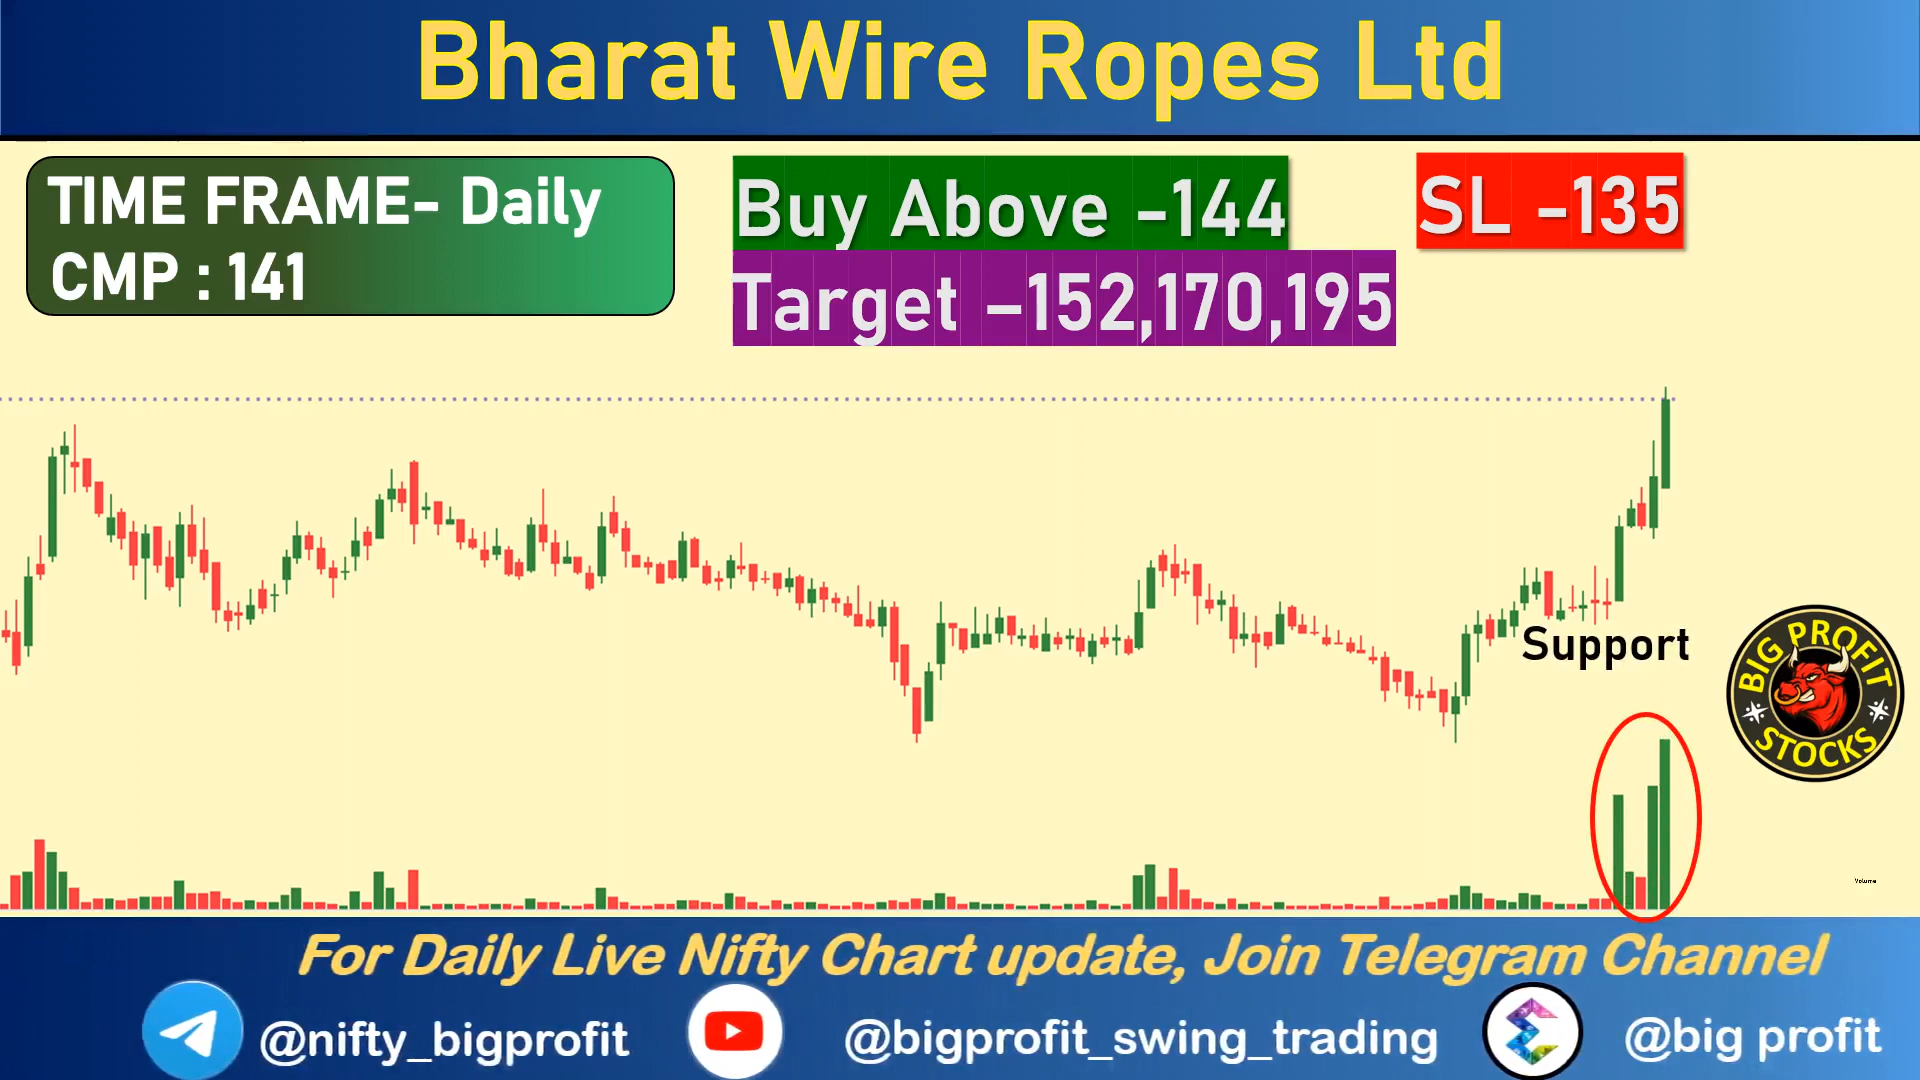 Bharat Wire Ropes Ltd
TIME FRAME- Daily
CMP : 141
Buy Above -144
SL -135
Target -152,170,195
Support
BIG PROFIT
STOCKS
Volume
For Daily Live Nifty Chart update, Join Telegram Channel
@nifty_bigprofit
@bigprofit_swing_trading
@big profit